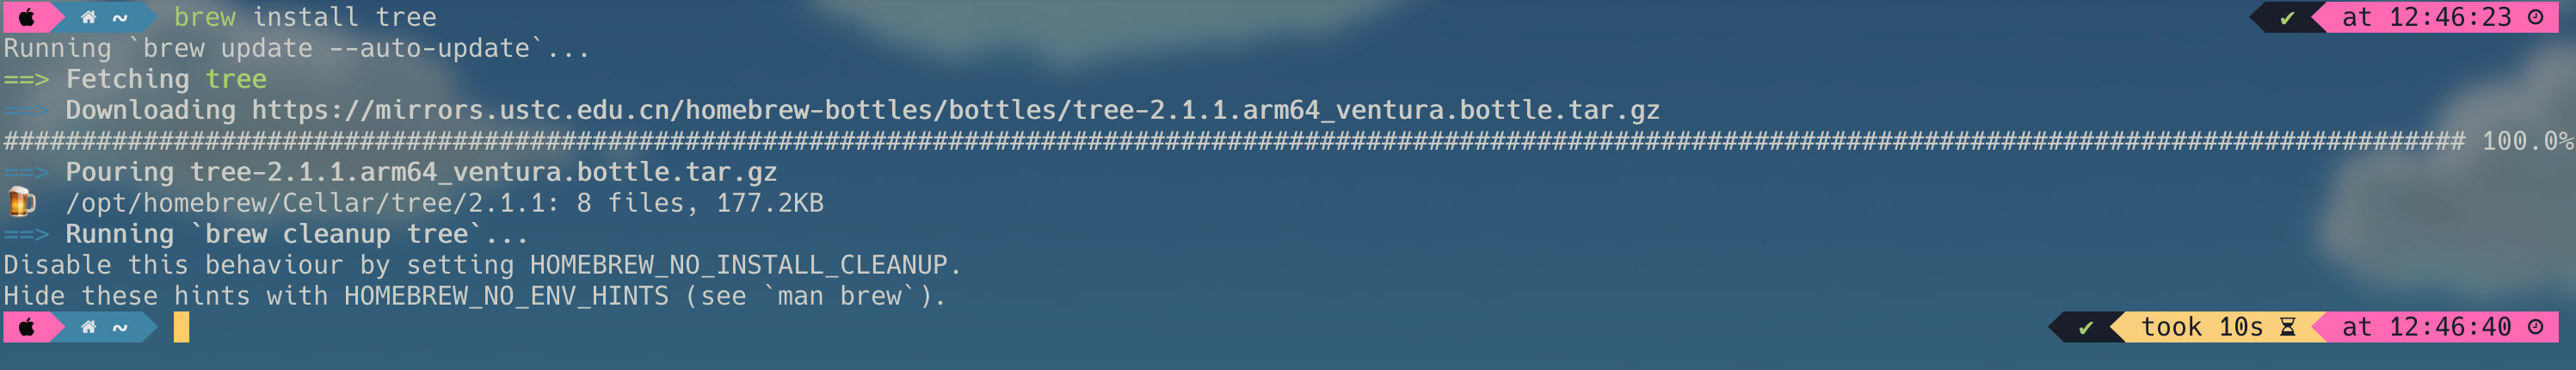 ~ brew install tree ✔ at 12:46:23
Running `brew update --auto-update`...
==> Fetching tree
==> Downloading https://mirrors.ustc.edu.cn/homebrew-bottles/bottles/tree-2.1.1.arm64_ventura.bottle.tar.gz
############################################################################################################################################################### 100.0%
==> Pouring tree-2.1.1.arm64_ventura.bottle.tar.gz
🍺 /opt/homebrew/Cellar/tree/2.1.1: 8 files, 177.2KB
==> Running `brew cleanup tree`...
Disable this behaviour by setting HOMEBREW_NO_INSTALL_CLEANUP.
Hide these hints with HOMEBREW_NO_ENV_HINTS (see `man brew`).
~ ✔ took 10s at 12:46:40